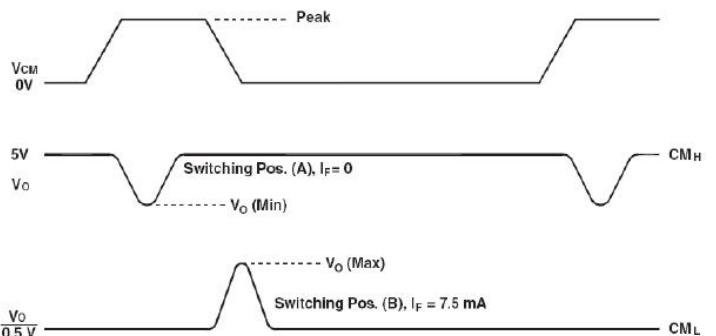 Peak
VCM
0V
5V
CMH
Switching Pos. (A), IF= 0
VO
VO (Min)
VO (Max)
Switching Pos. (B), IF = 7.5 mA
VO
0.5 V
CML